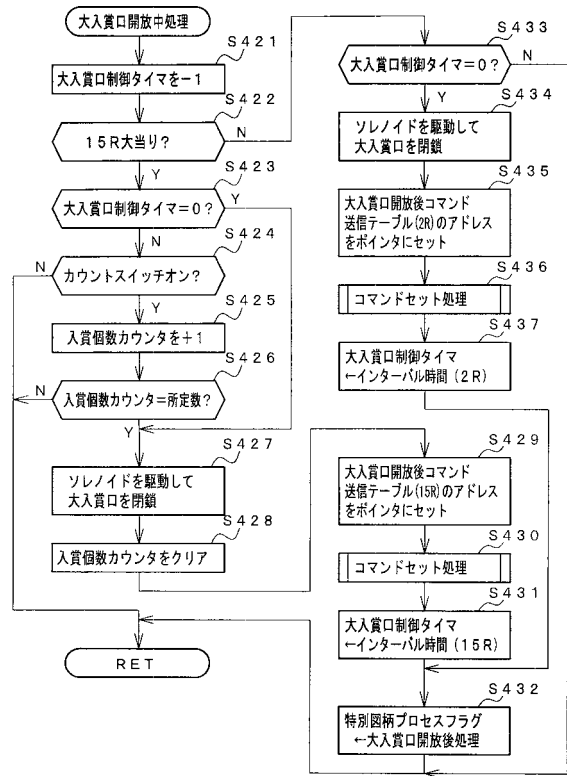 大入賞口開放中処理
S421
大入賞口制御タイマを－1
S422
15R大当り?
N
Y
S423
大入賞口制御タイマ＝0?
Y
N
S424
カウントスイッチオン?
N
Y
S425
入賞個数カウンタを＋1
S426
入賞個数カウンタ＝所定数?
N
Y
S427
ソレノイドを駆動して
大入賞口を閉鎖
S428
入賞個数カウンタをクリア
RET
S433
大入賞口制御タイマ＝0?
N
Y
S434
ソレノイドを駆動して
大入賞口を閉鎖
S435
大入賞口開放後コマンド
送信テーブル(2R)のアドレス
をポインタにセット
S436
コマンドセット処理
S437
大入賞口制御タイマ
←インターバル時間(2R)
S429
大入賞口開放後コマンド
送信テーブル(15R)のアドレス
をポインタにセット
S430
コマンドセット処理
S431
大入賞口制御タイマ
←インターバル時間(15R)
S432
特別図柄プロセスフラグ
←大入賞口開放後処理